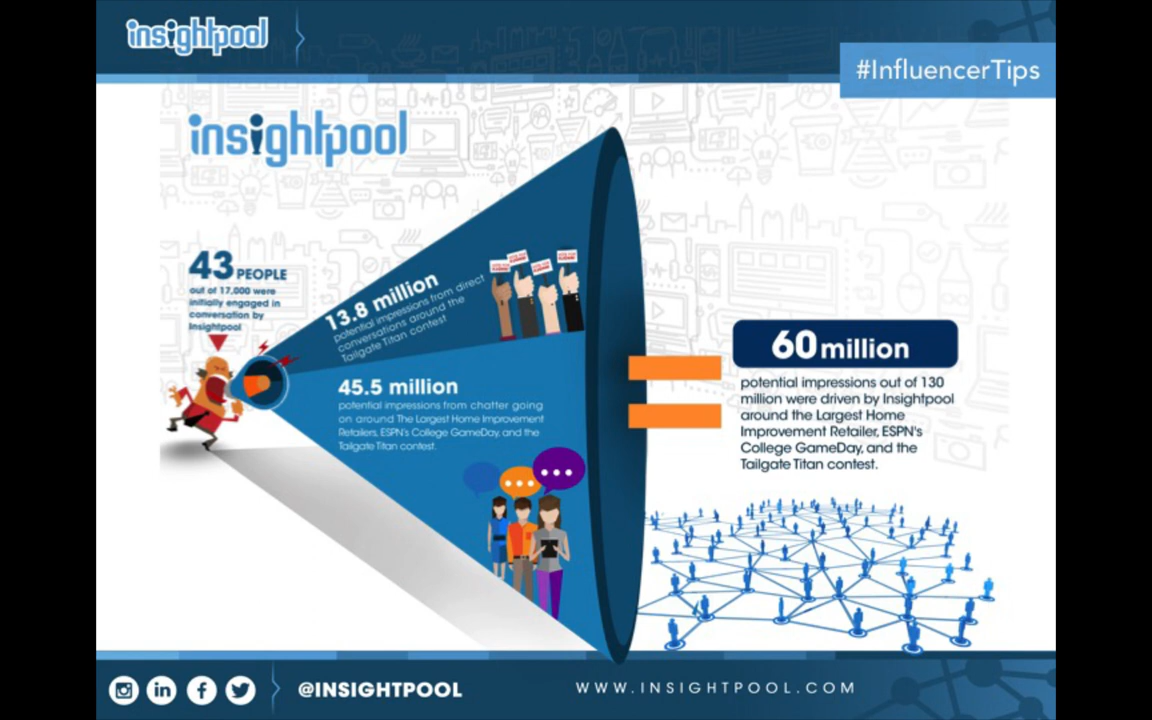 insightpool
#InfluencerTips
insightpool
43 PEOPLE
out of 17,000 were
initially engaged in
conversation by
Insightpool
13.8 million
potential impressions from direct
conversations around the
Tailgate Titan contest
45.5 million
potential impressions from chatter going
on around The Largest Home Improvement
Retailers, ESPN's College GameDay, and the
Tailgate Titan contest.
60 million
potential impressions out of 130
million were driven by Insightpool
around the Largest Home
Improvement Retailer, ESPN's
College GameDay, and the
Tailgate Titan contest.
@INSIGHTPOOL
WWW.INSIGHTPOOL.COM